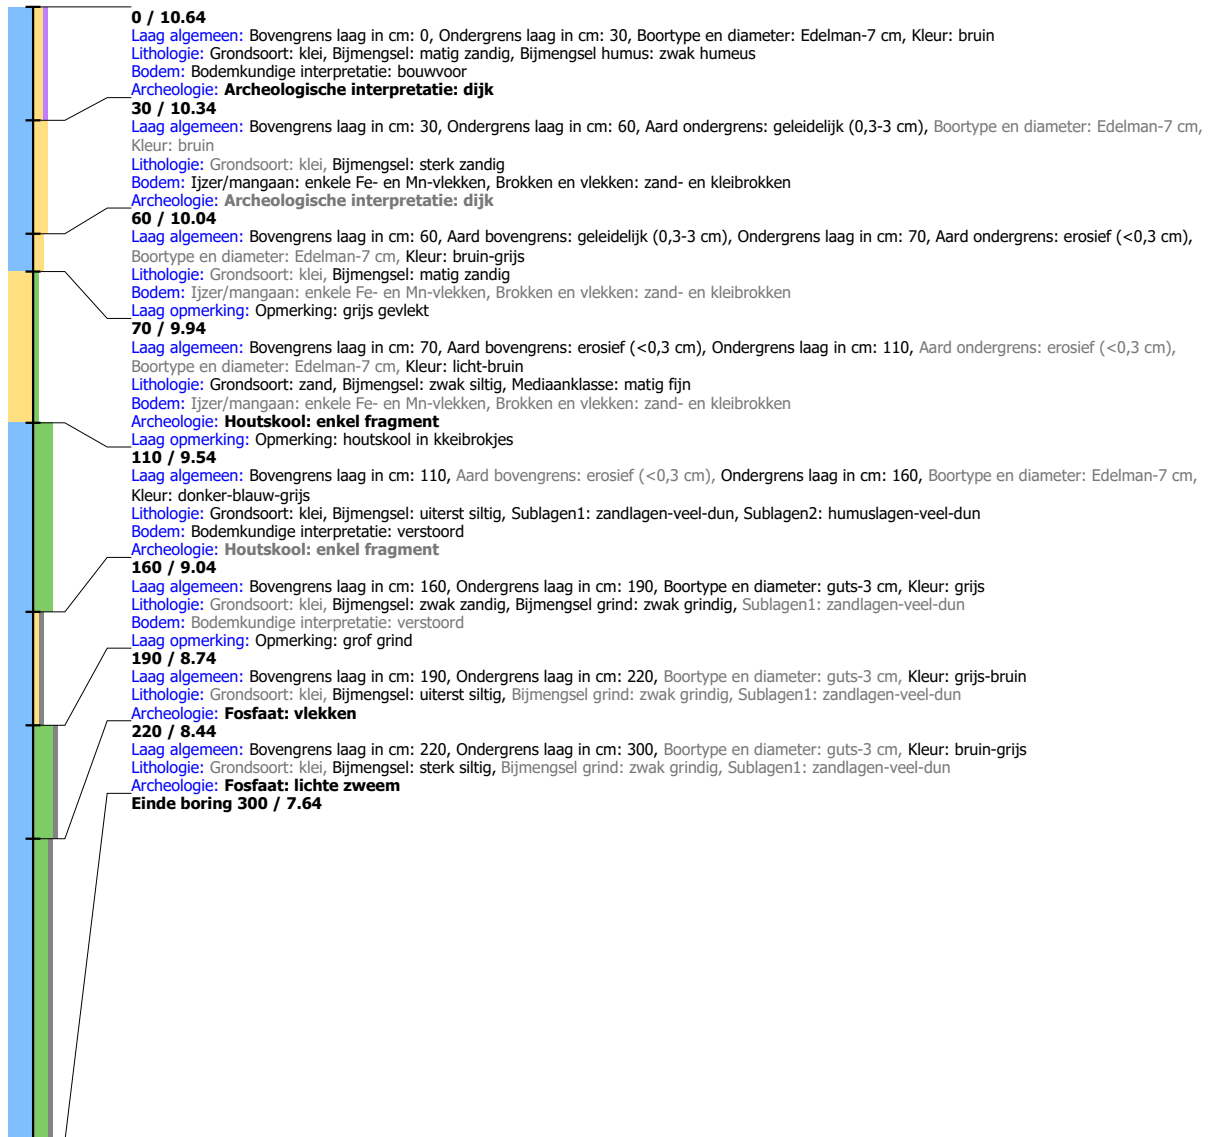 0 / 10.64
Laag algemeen: Bovengrens laag in cm: 0, Ondergrens laag in cm: 30, Boortype en diameter: Edelman-7 cm, Kleur: bruin
Lithologie: Grondsoort: klei, Bijmengsel: matig zandig, Bijmengsel humus: zwak humeus
Bodem: Bodemkundige interpretatie: bouwvoor
Archeologie: Archeologische interpretatie: dijk
30 / 10.34
Laag algemeen: Bovengrens laag in cm: 30, Ondergrens laag in cm: 60, Aard ondergrens: geleidelijk (0,3-3 cm), Boortype en diameter: Edelman-7 cm,
Kleur: bruin
Lithologie: Grondsoort: klei, Bijmengsel: sterk zandig
Bodem: Ijzer/mangaan: enkele Fe- en Mn-vlekken, Brokken en vlekken: zand- en kleibrokken
Archeologie: Archeologische interpretatie: dijk
60 / 10.04
Laag algemeen: Bovengrens laag in cm: 60, Aard bovengrens: geleidelijk (0,3-3 cm), Ondergrens laag in cm: 70, Aard ondergrens: erosief (<0,3 cm),
Boortype en diameter: Edelman-7 cm, Kleur: bruin-grijs
Lithologie: Grondsoort: klei, Bijmengsel: matig zandig
Bodem: Ijzer/mangaan: enkele Fe- en Mn-vlekken, Brokken en vlekken: zand- en kleibrokken
Laag opmerking: Opmerking: grijs gevlekt
70 / 9.94
Laag algemeen: Bovengrens laag in cm: 70, Aard bovengrens: erosief (<0,3 cm), Ondergrens laag in cm: 110, Aard ondergrens: erosief (<0,3 cm),
Boortype en diameter: Edelman-7 cm, Kleur: licht-bruin
Lithologie: Grondsoort: zand, Bijmengsel: zwak siltig, Mediaanklasse: matig fijn
Bodem: Ijzer/mangaan: enkele Fe- en Mn-vlekken, Brokken en vlekken: zand- en kleibrokken
Archeologie: Houtskool: enkel fragment
Laag opmerking: Opmerking: houtskool in kkeibrokjes
110 / 9.54
Laag algemeen: Bovengrens laag in cm: 110, Aard bovengrens: erosief (<0,3 cm), Ondergrens laag in cm: 160, Boortype en diameter: Edelman-7 cm,
Kleur: donker-blauw-grijs
Lithologie: Grondsoort: klei, Bijmengsel: uiterst siltig, Sublagen1: zandlagen-veel-dun, Sublagen2: humuslagen-veel-dun
Bodem: Bodemkundige interpretatie: verstoord
Archeologie: Houtskool: enkel fragment
160 / 9.04
Laag algemeen: Bovengrens laag in cm: 160, Ondergrens laag in cm: 190, Boortype en diameter: guts-3 cm, Kleur: grijs
Lithologie: Grondsoort: klei, Bijmengsel: zwak zandig, Bijmengsel grind: zwak grindig, Sublagen1: zandlagen-veel-dun
Bodem: Bodemkundige interpretatie: verstoord
Laag opmerking: Opmerking: grof grind
190 / 8.74
Laag algemeen: Bovengrens laag in cm: 190, Ondergrens laag in cm: 220, Boortype en diameter: guts-3 cm, Kleur: grijs-bruin
Lithologie: Grondsoort: klei, Bijmengsel: uiterst siltig, Bijmengsel grind: zwak grindig, Sublagen1: zandlagen-veel-dun
Archeologie: Fosfaat: vlekken
220 / 8.44
Laag algemeen: Bovengrens laag in cm: 220, Ondergrens laag in cm: 300, Boortype en diameter: guts-3 cm, Kleur: bruin-grijs
Lithologie: Grondsoort: klei, Bijmengsel: sterk siltig, Bijmengsel grind: zwak grindig, Sublagen1: zandlagen-veel-dun
Archeologie: Fosfaat: lichte zweem
Einde boring 300 / 7.64